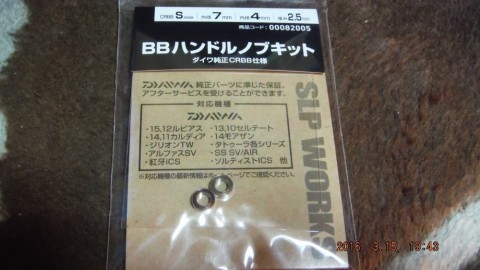 CRBB S size 外径7mm 内径4mm 厚み2.5mm
商品コード：00082005
BBハンドルノブキット
ダイワ純正CRBB仕様
DAIWA 純正パーツに準じた保証。
アフターサービスを受けることができます。
対応機種
DAIWA
・15,12ルビアス ・13,10セルテート
・14,11カルディア ・14モアザン
・ジリオンTW ・タトゥーラ各シリーズ
・アルファスSV ・SS SV/AIR
・紅牙ICS ・ソルティストICS 他
※対応機種の最新情報はホームページでご確認ください。
SLP WORKS
2016. 3.15. 19:43